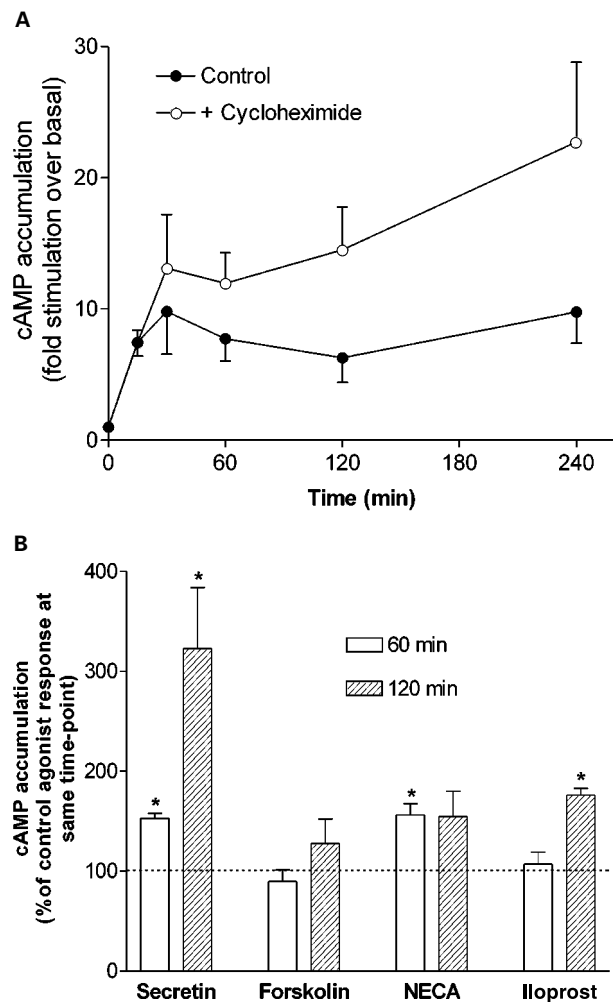 A
30
20
10
0
cAMP accumulation
(fold stimulation over basal)
Control
+ Cycloheximide
0
60
120
180
240
Time (min)
B
400
300
200
100
0
cAMP accumulation
(% of control agonist response at
same time-point)
60 min
120 min
*
*
*
*
Secretin
Forskolin
NECA
Iloprost